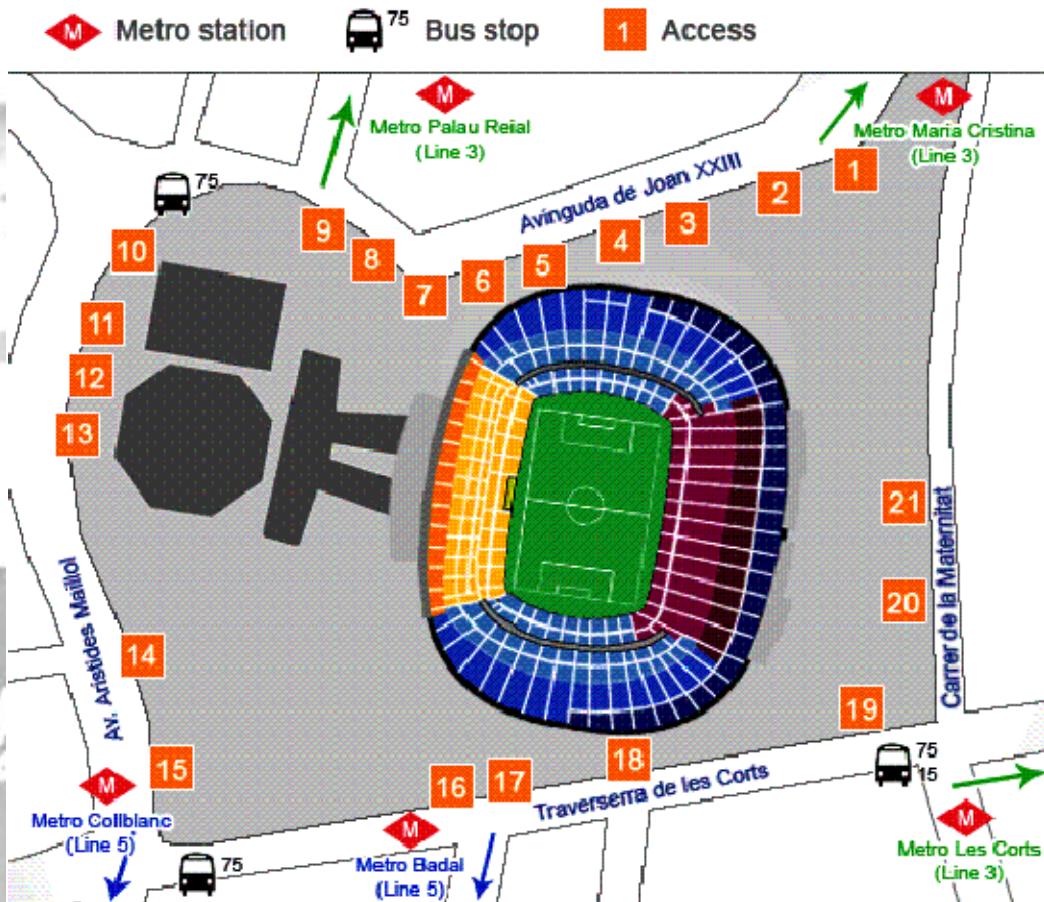 M Metro station 75 Bus stop 1 Access
M
Metro Palau Reial
(Line 3)
M
Metro Maria Cristina
(Line 3)
Avinguda de Joan XXIII
75
1
2
3
4
5
6
7
8
9
10
11
12
13
14
15
16
17
18
19
20
21
Carrer de la Maternitat
Av. Aristides Maillol
Traverserra de les Corts
M
Metro Collblanc
(Line 5)
75
M
Metro Badal
(Line 5)
75
15
M
Metro Les Corts
(Line 3)